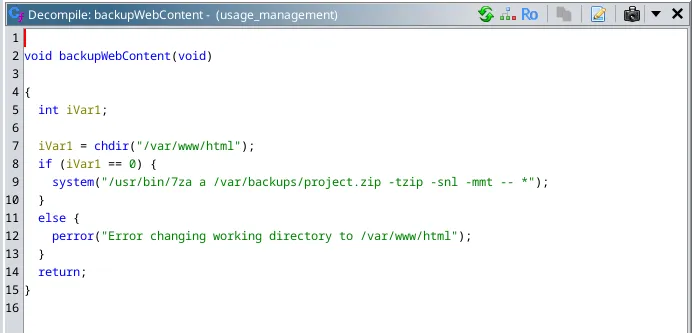 Decompile: backupWebContent - (usage_management)
Ro
1
2 void backupWebContent(void)
3
4 {
5 int iVar1;
6
7 iVar1 = chdir("/var/www/html");
8 if (iVar1 == 0) {
9 system("/usr/bin/7za a /var/backups/project.zip -tzip -snl -mmt -- *");
10 }
11 else {
12 perror("Error changing working directory to /var/www/html");
13 }
14 return;
15 }
16